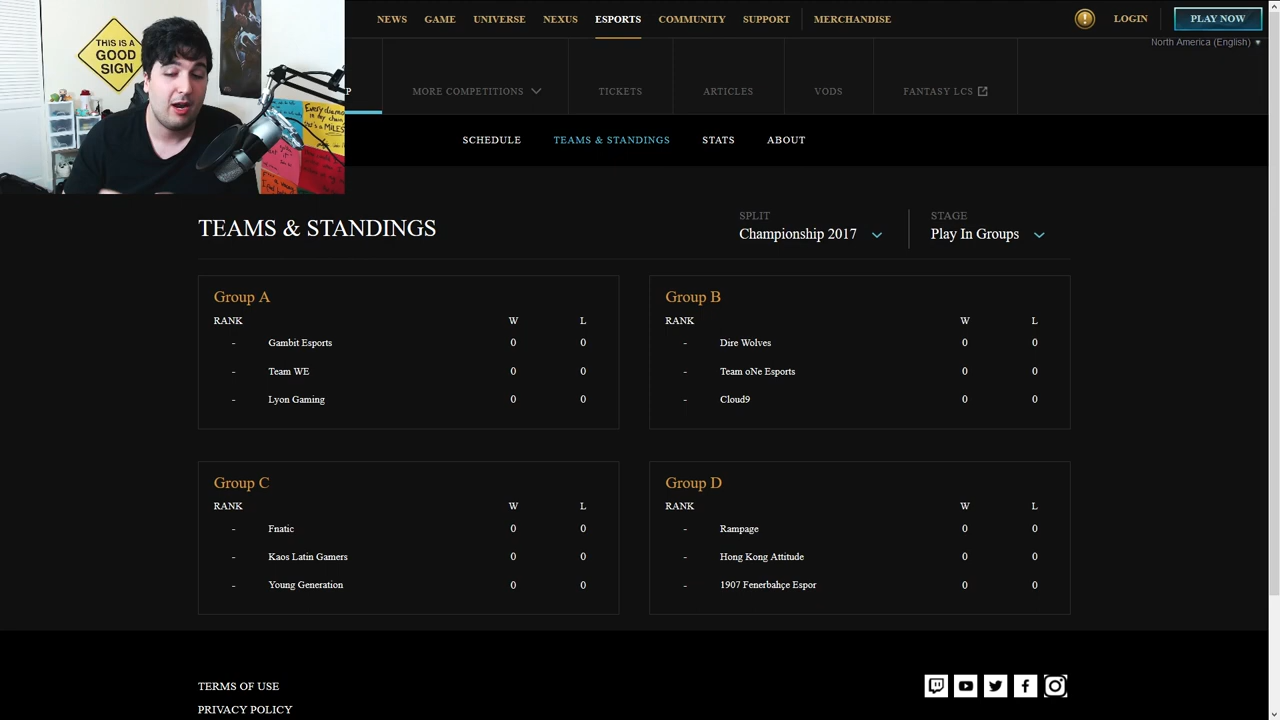 NEWS
UNIVERSE
ESPORTS
SUPPORT
LOGIN
PLAY NOW
North America (English)
MORE COMPETITIONS
TICKETS
ARTICLES
VODS
FANTASY LCS
THIS IS A
GOOD
SIGN
SCHEDULE
TEAMS & STANDINGS
STATS
ABOUT
TEAMS & STANDINGS
SPLIT
Championship 2017
STAGE
Play In Groups
Group A
RANK W L
- Gambit Esports 0 0
- Team WE 0 0
- Lyon Gaming 0 0
Group B
RANK W L
- Dire Wolves 0 0
- Team oNe Esports 0 0
- Cloud9 0 0
Group C
RANK W L
- Fnatic 0 0
- Kaos Latin Gamers 0 0
- Young Generation 0 0
Group D
RANK W L
- Rampage 0 0
- Hong Kong Attitude 0 0
- 1907 Fenerbahçe Espor 0 0
TERMS OF USE
PRIVACY POLICY